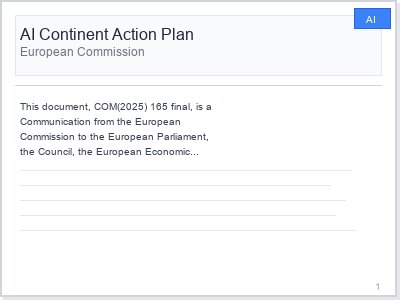 AI
AI Continent Action Plan
European Commission
This document, COM(2025) 165 final, is a
Communication from the European
Commission to the European Parliament,
the Council, the European Economic...
1